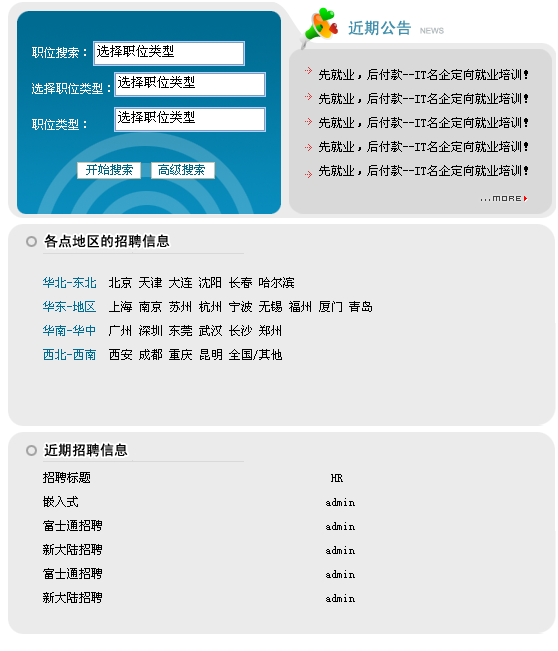 职位搜索： 选择职位类型
选择职位类型： 选择职位类型
职位类型： 选择职位类型
开始搜索 高级搜索
近期公告 NEWS
先就业，后付款--IT名企定向就业培训！
先就业，后付款--IT名企定向就业培训！
先就业，后付款--IT名企定向就业培训！
先就业，后付款--IT名企定向就业培训！
先就业，后付款--IT名企定向就业培训！
...MORE
各点地区的招聘信息
华北-东北 北京 天津 大连 沈阳 长春 哈尔滨
华东-地区 上海 南京 苏州 杭州 宁波 无锡 福州 厦门 青岛
华南-华中 广州 深圳 东莞 武汉 长沙 郑州
西北-西南 西安 成都 重庆 昆明 全国/其他
近期招聘信息
招聘标题 HR
嵌入式 admin
富士通招聘 admin
新大陆招聘 admin
富士通招聘 admin
新大陆招聘 admin